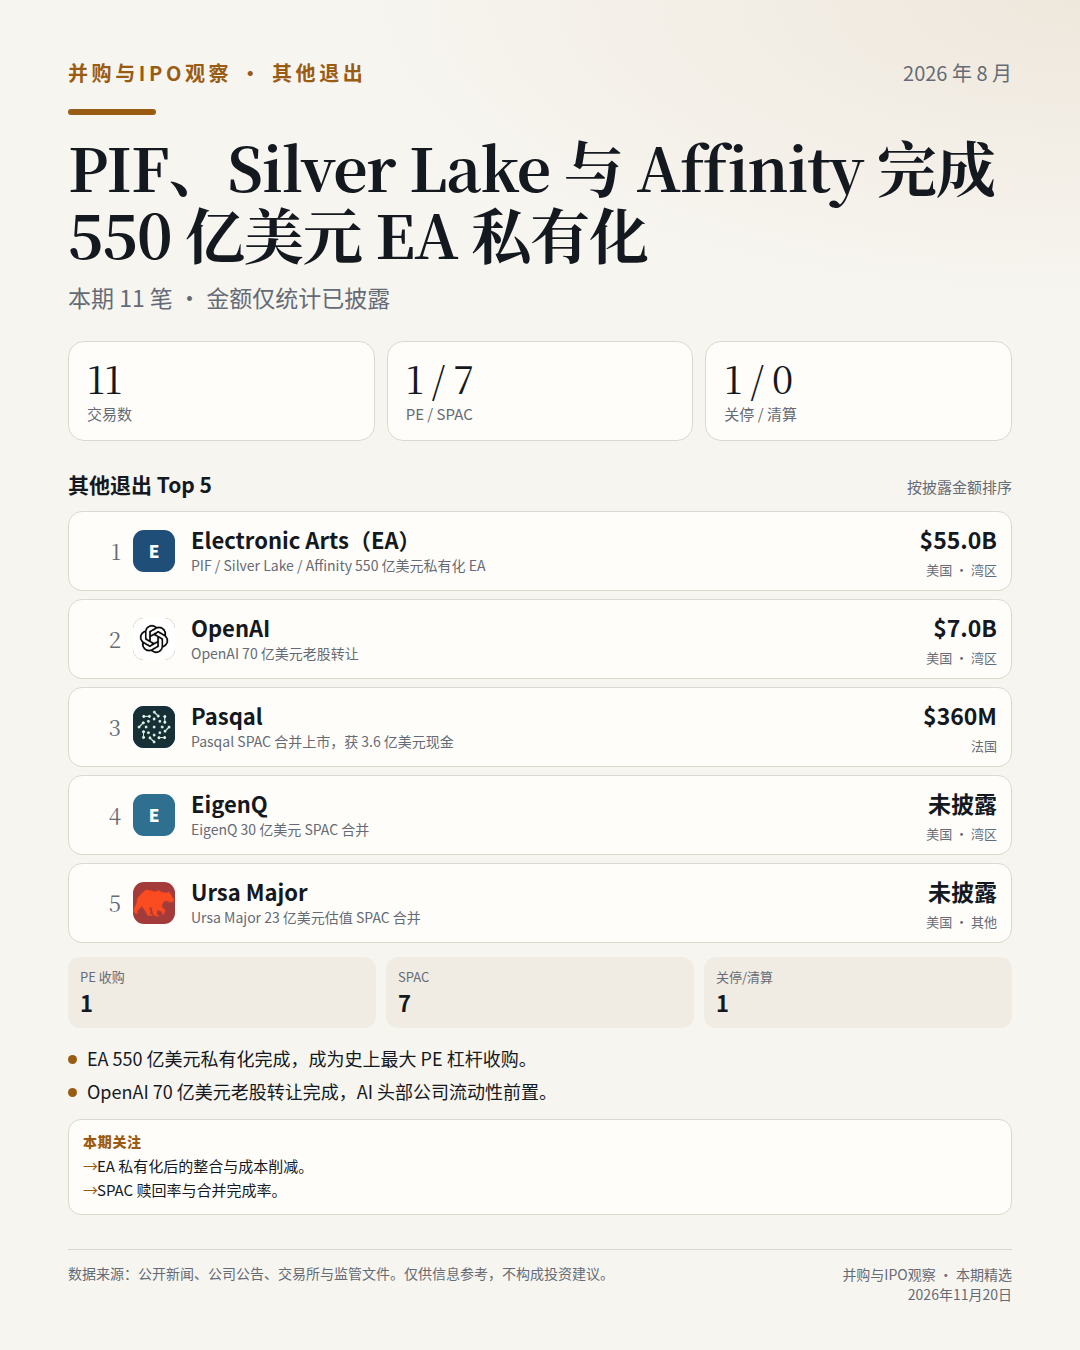 并购与IPO观察 · 其他退出
2026 年 8 月
PIF、Silver Lake 与 Affinity 完成
550 亿美元 EA 私有化
本期 11 笔 · 金额仅统计已披露
11
交易数
1 / 7
PE / SPAC
1 / 0
关停 / 清算
其他退出 Top 5
按披露金额排序
1
E
Electronic Arts（EA）
PIF / Silver Lake / Affinity 550 亿美元私有化 EA
$55.0B
美国 · 湾区
2
OpenAI
OpenAI 70 亿美元老股转让
$7.0B
美国 · 湾区
3
Pasqal
Pasqal SPAC 合并上市，获 3.6 亿美元现金
$360M
法国
4
E
EigenQ
EigenQ 30 亿美元 SPAC 合并
未披露
美国 · 湾区
5
Ursa Major
Ursa Major 23 亿美元估值 SPAC 合并
未披露
美国 · 其他
PE 收购
1
SPAC
7
关停/清算
1
EA 550 亿美元私有化完成，成为史上最大 PE 杠杆收购。
OpenAI 70 亿美元老股转让完成，AI 头部公司流动性前置。
本期关注
→EA 私有化后的整合与成本削减。
→SPAC 赎回率与合并完成率。
数据来源：公开新闻、公司公告、交易所与监管文件。仅供信息参考，不构成投资建议。
并购与IPO观察 · 本期精选
2026年11月20日